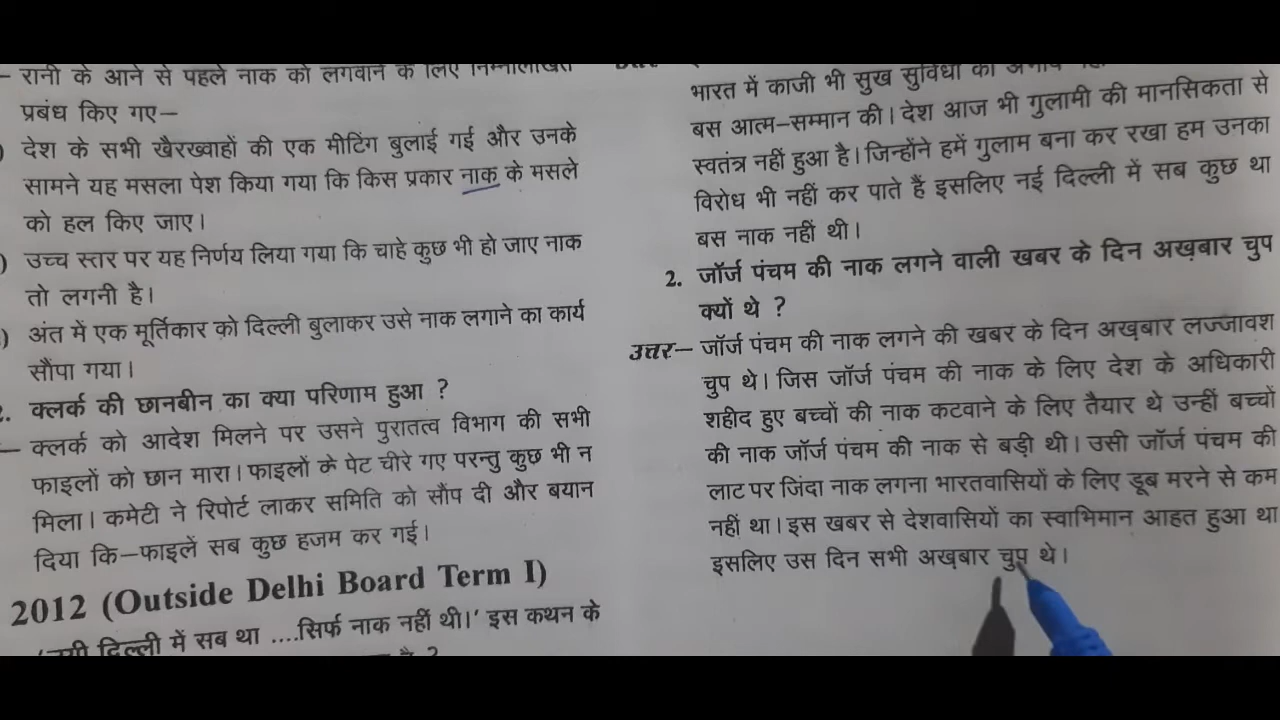 – रानी के आने से पहले नाक को लगवाने के लिए निम्नलिखित
प्रबंध किए गए–
) देश के सभी खैरख्वाहों की एक मीटिंग बुलाई गई और उनके
सामने यह मसला पेश किया गया कि किस प्रकार नाक के मसले
को हल किए जाए।
) उच्च स्तर पर यह निर्णय लिया गया कि चाहे कुछ भी हो जाए नाक
तो लगनी है।
) अंत में एक मूर्तिकार को दिल्ली बुलाकर उसे नाक लगाने का कार्य
सौंपा गया।
2. क्लर्क की छानबीन का क्या परिणाम हुआ ?
– क्लर्क को आदेश मिलने पर उसने पुरातत्व विभाग की सभी
फाइलों को छान मारा। फाइलों के पेट चीरे गए परन्तु कुछ भी न
मिला। कमेटी ने रिपोर्ट लाकर समिति को सौंप दी और बयान
दिया कि–फाइलें सब कुछ हजम कर गई।
2012 (Outside Delhi Board Term I)
दिल्ली में सब था ....सिर्फ नाक नहीं थी।' इस कथन के
भारत में काजी भी सुख सुविधा
बस आत्म-सम्मान की। देश आज भी गुलामी की मानसिकता से
स्वतंत्र नहीं हुआ है। जिन्होंने हमें गुलाम बना कर रखा हम उनका
विरोध भी नहीं कर पाते हैं इसलिए नई दिल्ली में सब कुछ था
बस नाक नहीं थी।
2. जॉर्ज पंचम की नाक लगने वाली खबर के दिन अख़बार चुप
क्यों थे ?
उत्तर– जॉर्ज पंचम की नाक लगने की खबर के दिन अख़बार लज्जावश
चुप थे। जिस जॉर्ज पंचम की नाक के लिए देश के अधिकारी
शहीद हुए बच्चों की नाक कटवाने के लिए तैयार थे उन्हीं बच्चों
की नाक जॉर्ज पंचम की नाक से बड़ी थी। उसी जॉर्ज पंचम की
लाट पर जिंदा नाक लगना भारतवासियों के लिए डूब मरने से कम
नहीं था। इस खबर से देशवासियों का स्वाभिमान आहत हुआ था
इसलिए उस दिन सभी अख़बार चुप थे।